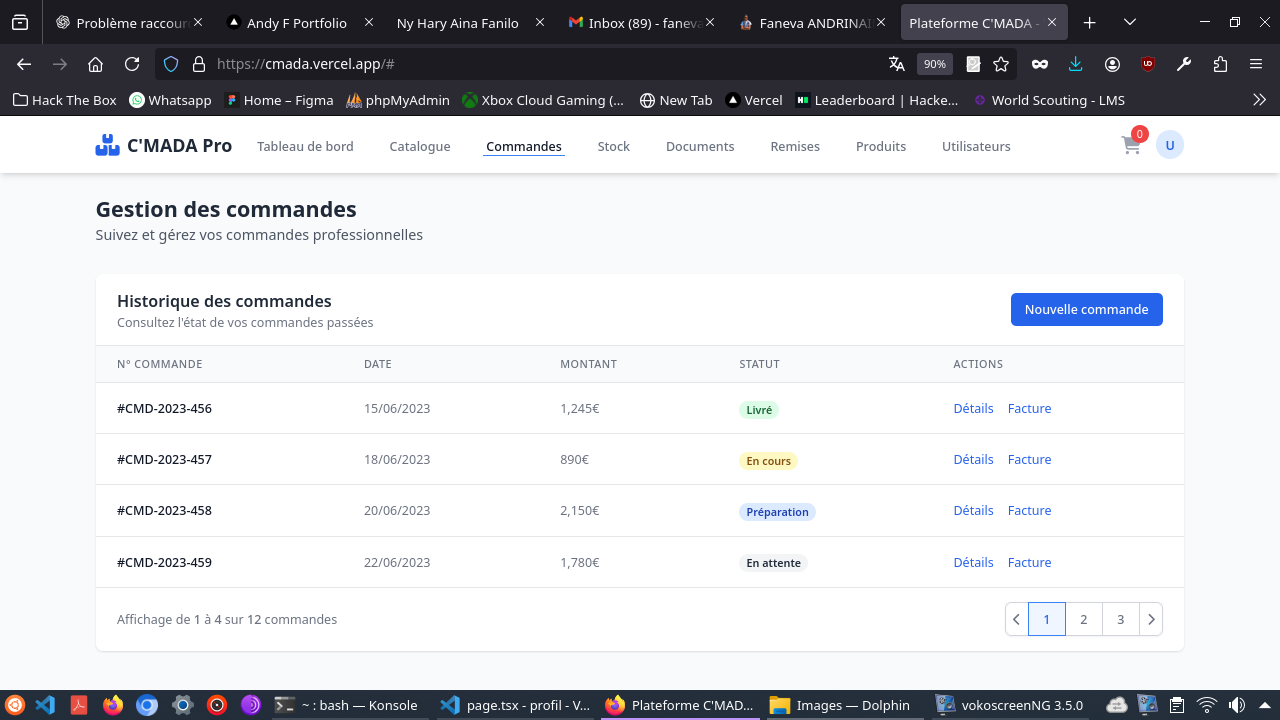 Problème raccour
Andy F Portfolio
Ny Hary Aina Fanilo
Inbox (89) - faneva
Faneva ANDRINAI
Plateforme C'MADA -
https://cmada.vercel.app/#
90%
Hack The Box
Whatsapp
Home – Figma
phpMyAdmin
Xbox Cloud Gaming (...
New Tab
Vercel
Leaderboard | Hacke...
World Scouting - LMS
C'MADA Pro
Tableau de bord
Catalogue
Commandes
Stock
Documents
Remises
Produits
Utilisateurs
0
U
Gestion des commandes
Suivez et gérez vos commandes professionnelles
Historique des commandes
Consultez l'état de vos commandes passées
Nouvelle commande
N° COMMANDE DATE MONTANT STATUT ACTIONS
#CMD-2023-456 15/06/2023 1,245€ Livré Détails Facture
#CMD-2023-457 18/06/2023 890€ En cours Détails Facture
#CMD-2023-458 20/06/2023 2,150€ Préparation Détails Facture
#CMD-2023-459 22/06/2023 1,780€ En attente Détails Facture
Affichage de 1 à 4 sur 12 commandes
1 2 3
~ : bash — Konsole
page.tsx - profil - V...
Plateforme C'MAD...
Images — Dolphin
vokoscreenNG 3.5.0